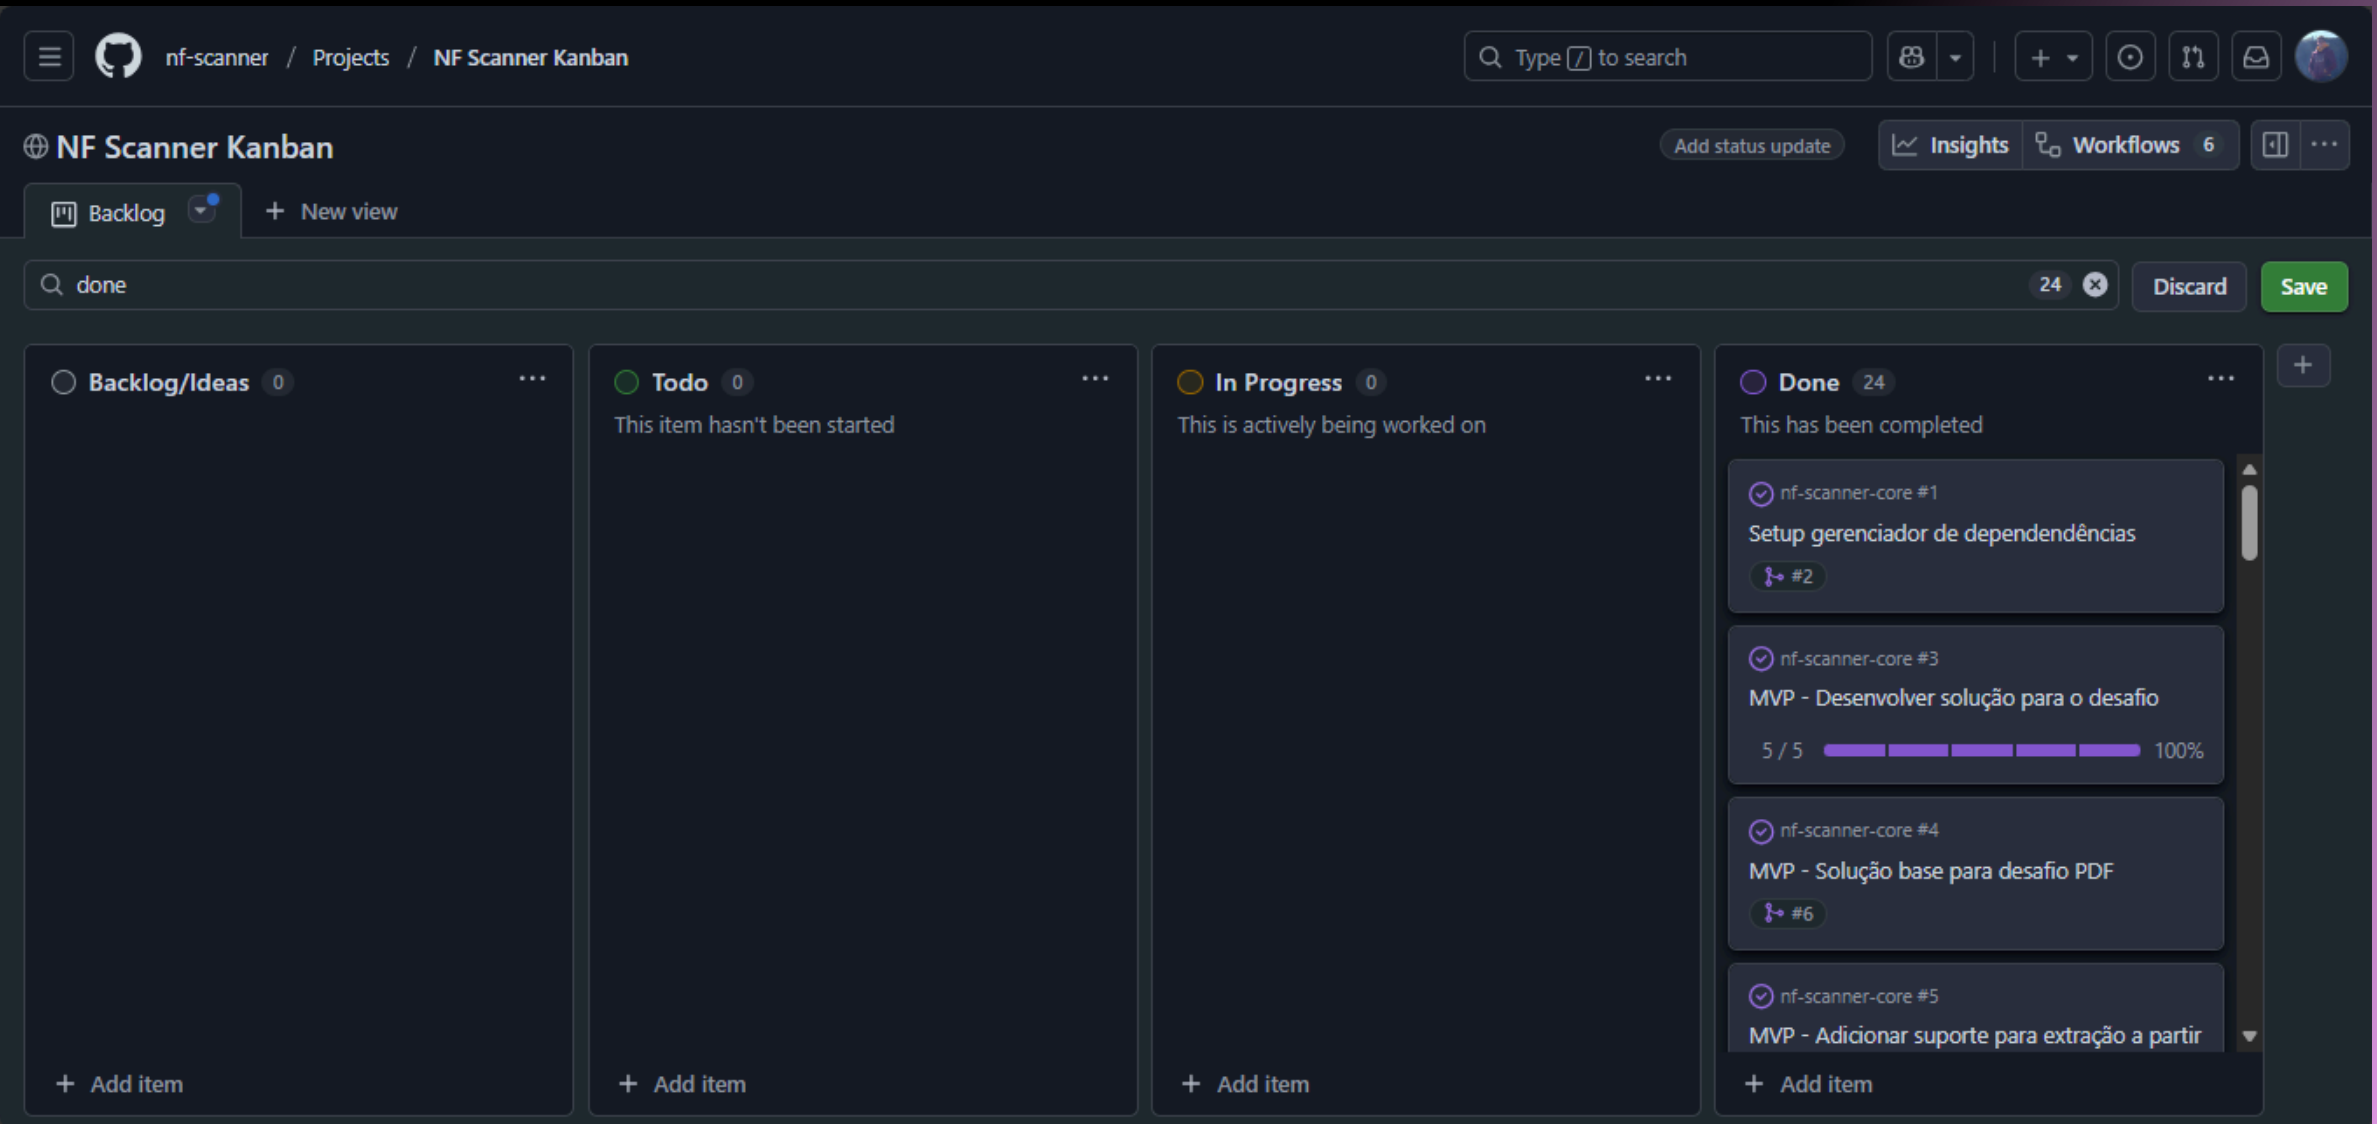 nf-scanner / Projects / NF Scanner Kanban
Type / to search
NF Scanner Kanban
Add status update
Insights
Workflows 6
Backlog
New view
done
24
Discard
Save
Backlog/Ideas 0
Add item
Todo 0
This item hasn't been started
Add item
In Progress 0
This is actively being worked on
Add item
Done 24
This has been completed
nf-scanner-core #1
Setup gerenciador de dependendências
#2
nf-scanner-core #3
MVP - Desenvolver solução para o desafio
5 / 5 100%
nf-scanner-core #4
MVP - Solução base para desafio PDF
#6
nf-scanner-core #5
MVP - Adicionar suporte para extração a partir
Add item